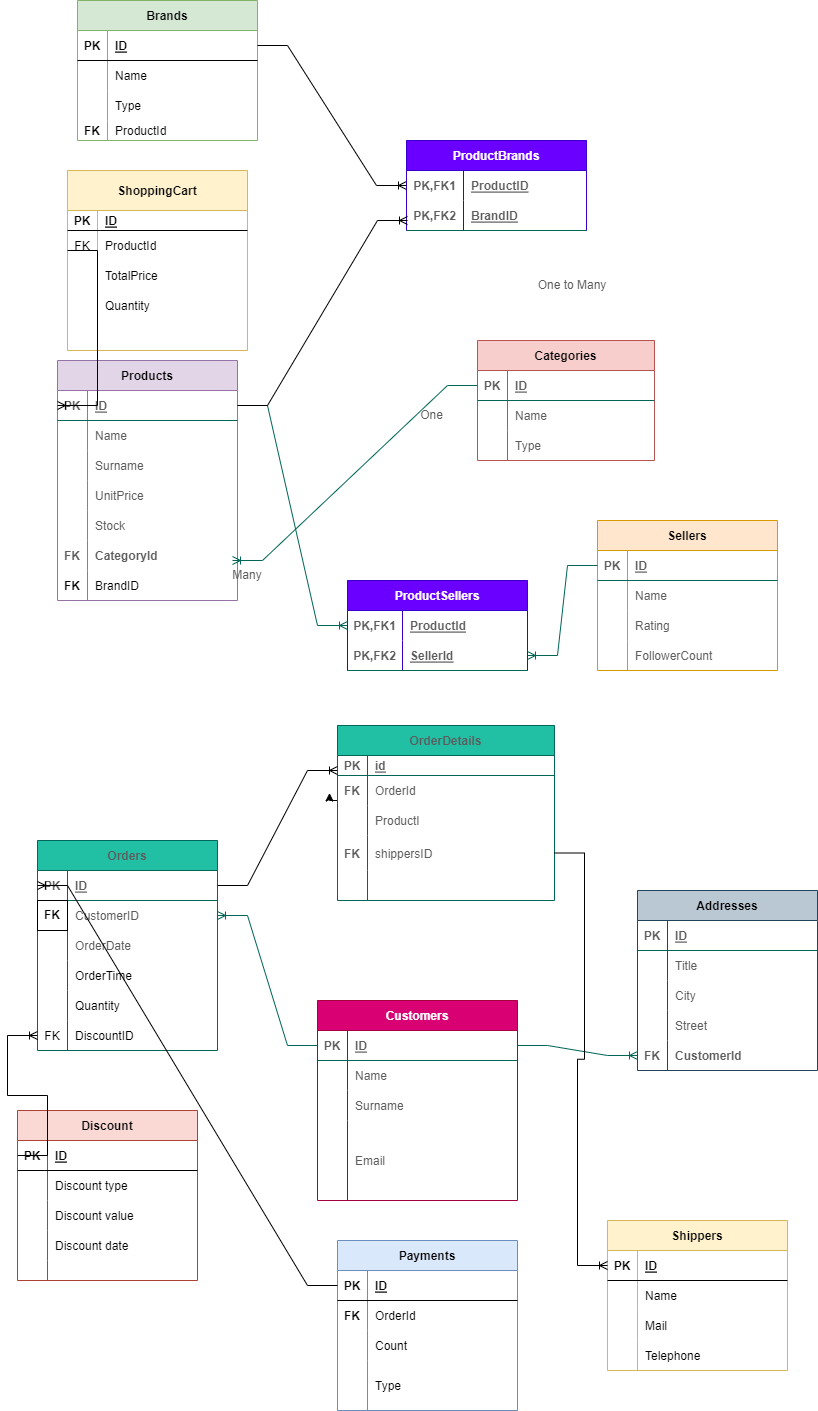 Brands
PK ID
Name
Type
FK ProductId
ProductBrands
PK,FK1 ProductID
PK,FK2 BrandID
ShoppingCart
PK ID
FK ProductId
TotalPrice
Quantity
One to Many
Products
PK ID
Name
Surname
UnitPrice
Stock
FK CategoryId
FK BrandID
Categories
PK ID
Name
Type
One
Many
Sellers
PK ID
Name
Rating
FollowerCount
ProductSellers
PK,FK1 ProductId
PK,FK2 SellerId
OrderDetails
PK id
FK OrderId
ProductI
FK shippersID
Orders
PK ID
FK CustomerID
OrderDate
OrderTime
Quantity
FK DiscountID
Addresses
PK ID
Title
City
Street
FK CustomerId
Customers
PK ID
Name
Surname
Email
Discount
PK ID
Discount type
Discount value
Discount date
Payments
PK ID
FK OrderId
Count
Type
Shippers
PK ID
Name
Mail
Telephone